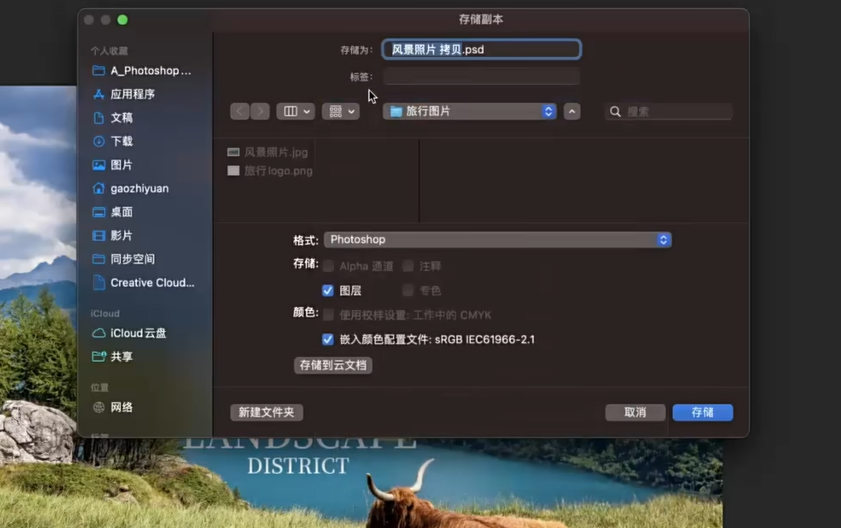 存储副本
个人收藏
A_Photoshop...
应用程序
文稿
下载
图片
gaozhiyuan
桌面
影片
同步空间
Creative Cloud...
iCloud
iCloud云盘
共享
位置
网络
存储为: 风景照片 拷贝.psd
标签:
旅行图片
搜索
风景照片.jpg
旅行logo.png
格式: Photoshop
存储: Alpha 通道 注释
图层 专色
颜色: 使用校样设置: 工作中的 CMYK
嵌入颜色配置文件: sRGB IEC61966-2.1
存储到云文档
新建文件夹 取消 存储
LANDSCAPE
DISTRICT